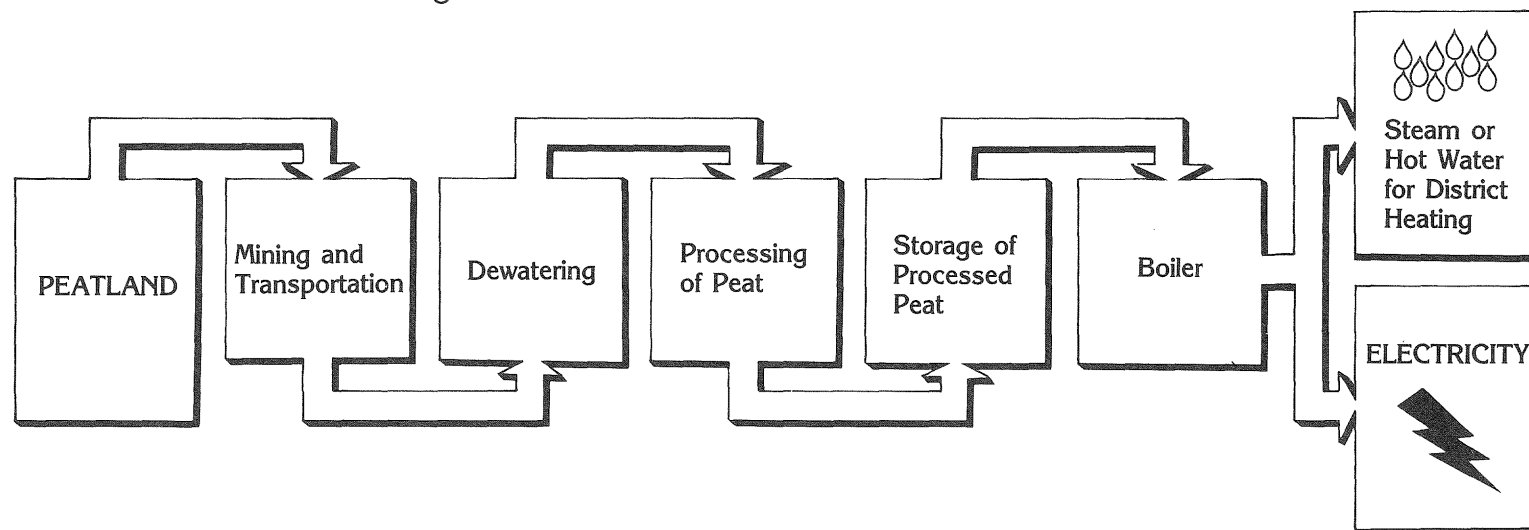 PEATLAND
Mining and
Transportation
Dewatering
Processing
of Peat
Storage of
Processed
Peat
Boiler
Steam or
Hot Water
for District
Heating
ELECTRICITY